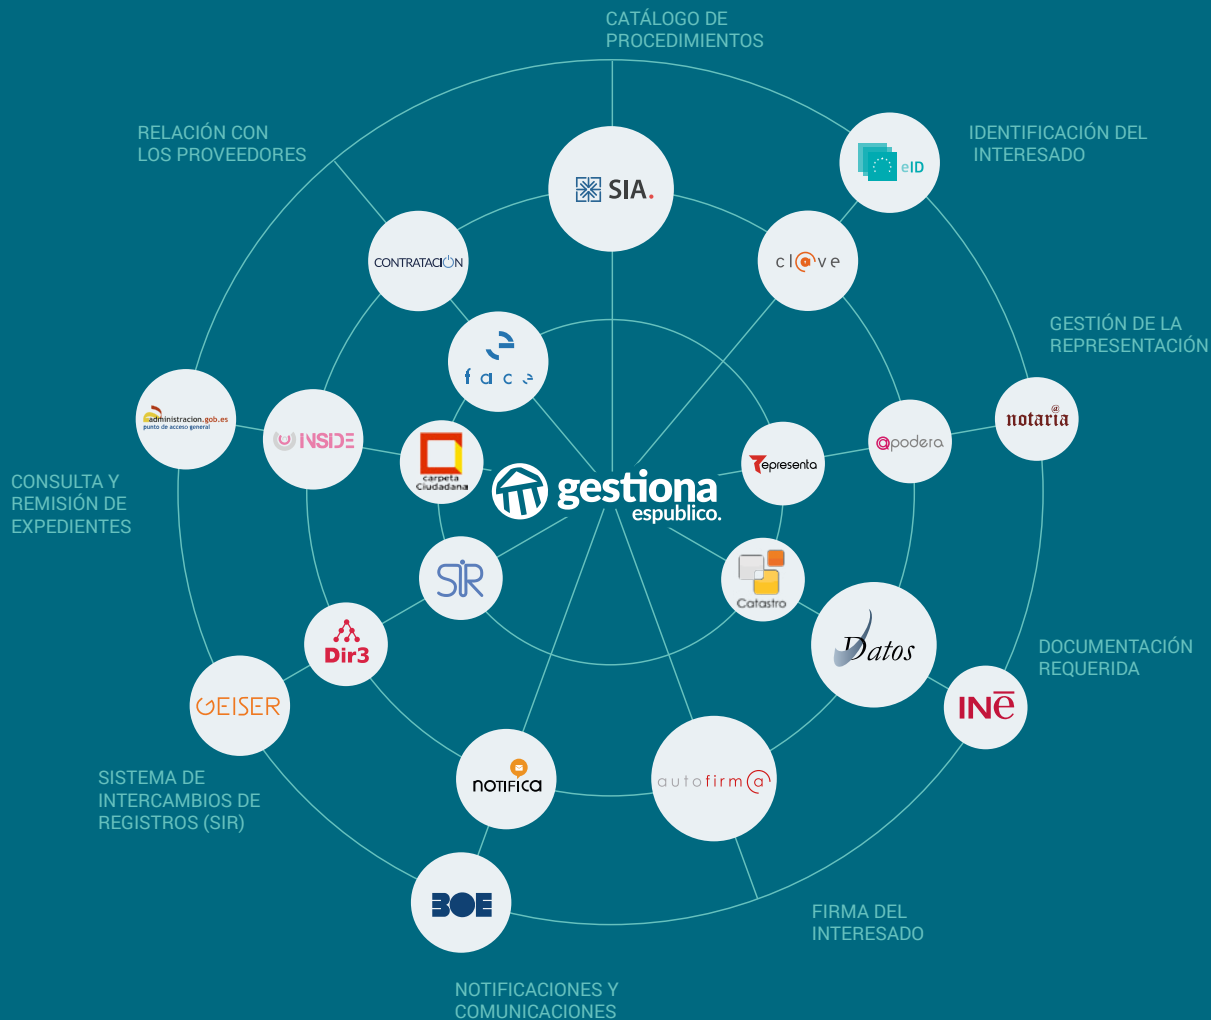 CATÁLOGO DE
PROCEDIMIENTOS
RELACIÓN CON
LOS PROVEEDORES
IDENTIFICACIÓN DEL
INTERESADO
eID
SIA.
CONTRATACIÓN
cl@ve
face
GESTIÓN DE LA
REPRESENTACIÓN
notaría
@podera
representa
administracion.gob.es
punto de acceso general
INSIDE
carpeta
Ciudadana
gestiona
espublico.
CONSULTA Y
REMISIÓN DE
EXPEDIENTES
SIR
Catastro
Dir3
Datos
DOCUMENTACIÓN
REQUERIDA
GEISER
INe
SISTEMA DE
INTERCAMBIOS DE
REGISTROS (SIR)
notifica
autofirm@
BOE
FIRMA DEL
INTERESADO
NOTIFICACIONES Y
COMUNICACIONES